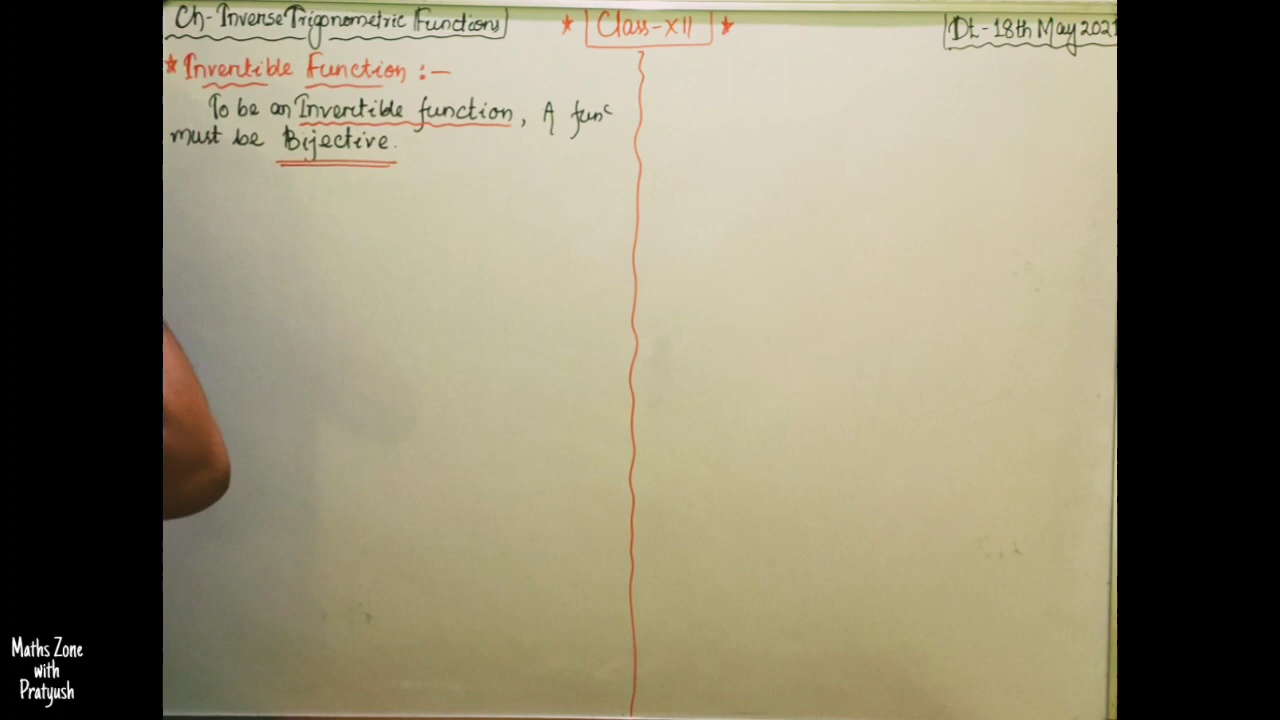 Ch-Inverse Trigonometric Functions
★ Class-XII ★
Dt-18th May 2021
★ Invertible Function :-
To be an Invertible function, A func
must be Bijective.
Maths Zone
with
Pratyush